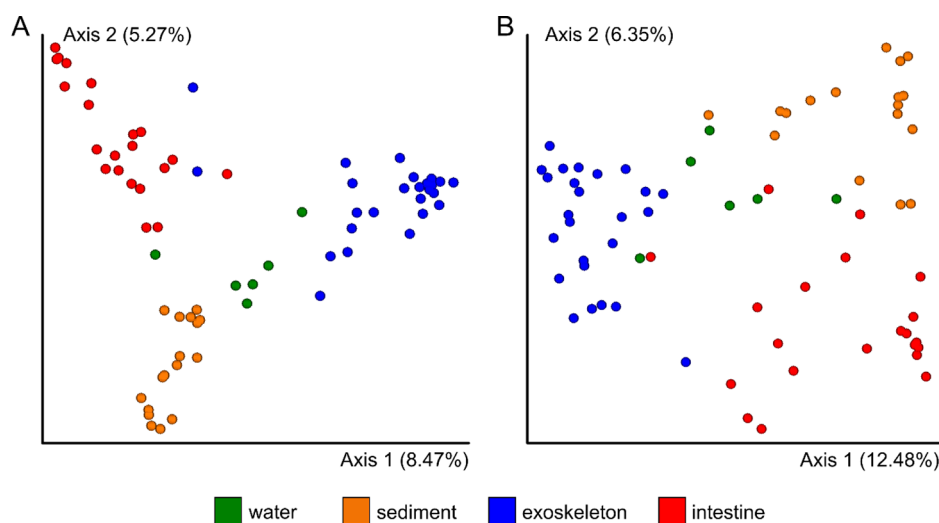 A
Axis 2 (5.27%)
Axis 1 (8.47%)
B
Axis 2 (6.35%)
Axis 1 (12.48%)
water sediment exoskeleton intestine